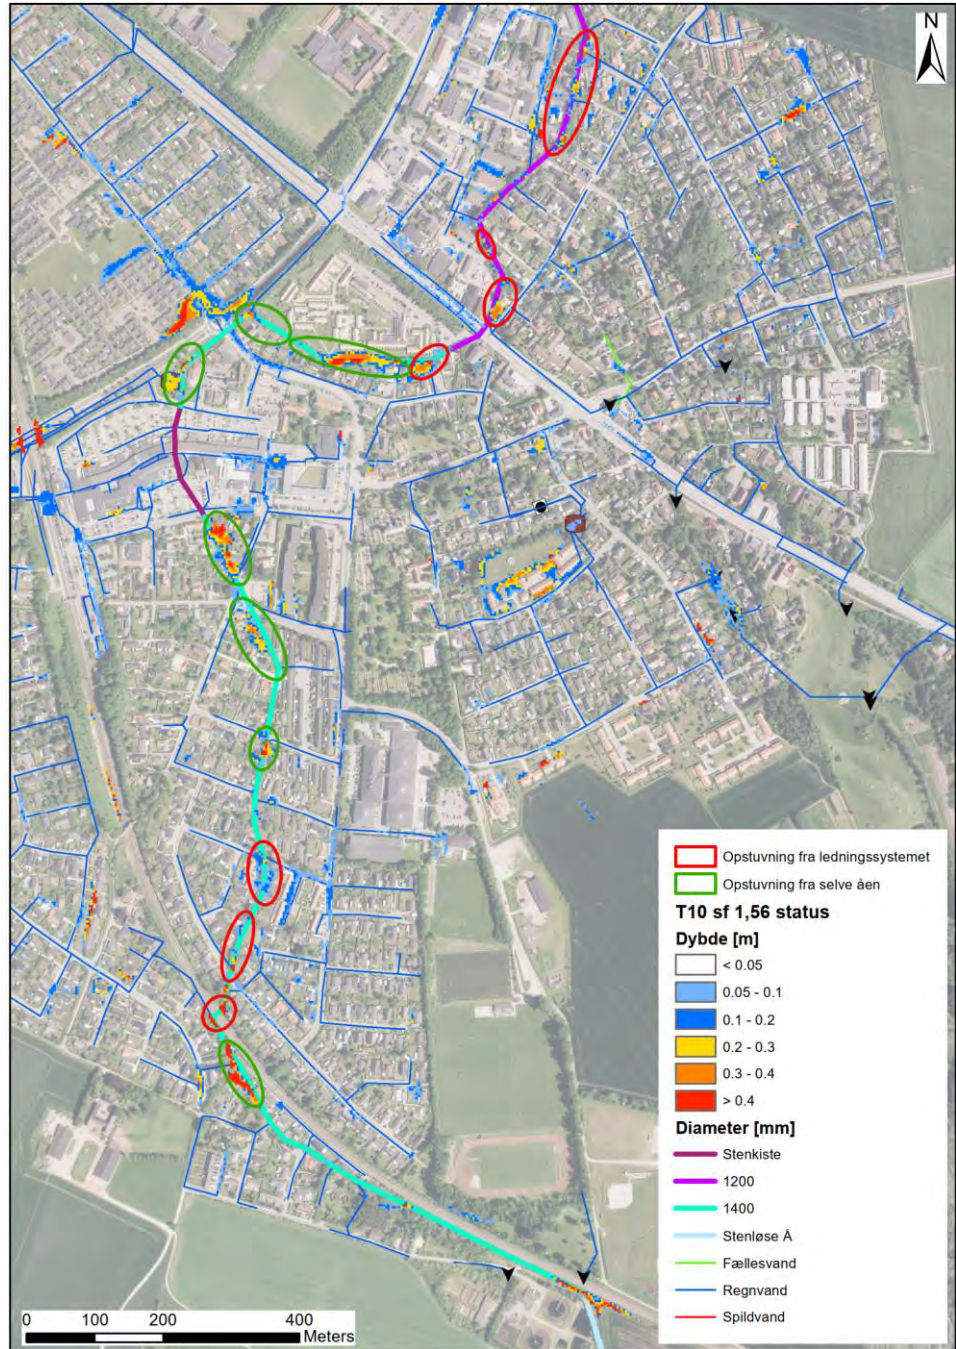 N
Opstuvning fra ledningssystemet
Opstuvning fra selve åen
T10 sf 1,56 status
Dybde [m]
< 0.05
0.05 - 0.1
0.1 - 0.2
0.2 - 0.3
0.3 - 0.4
> 0.4
Diameter [mm]
Stenkiste
1200
1400
Stenløse Å
Fællesvand
Regnvand
Spildvand
0 100 200 400
Meters